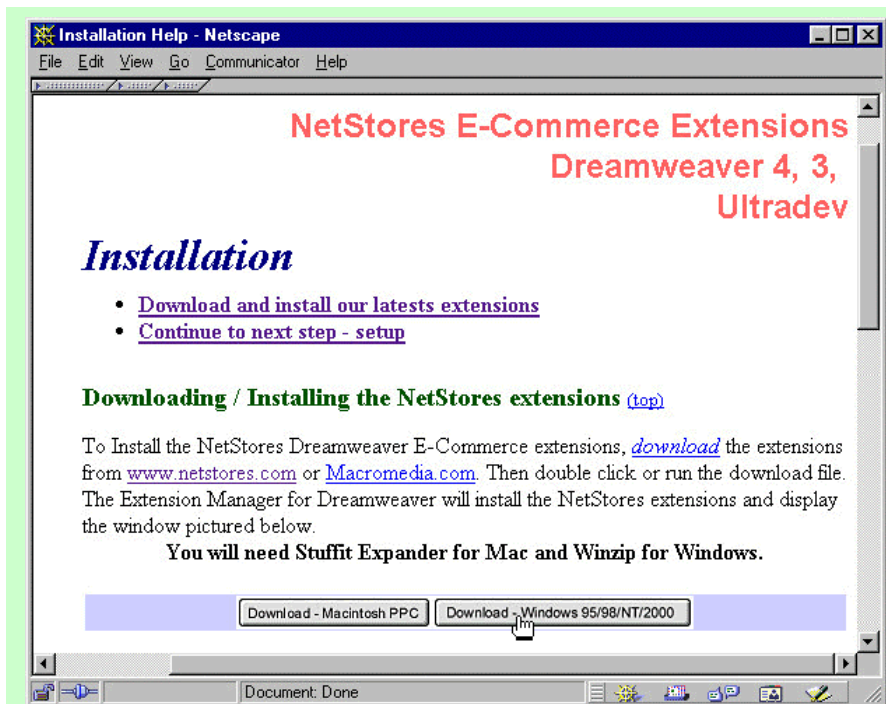 Installation Help - Netscape
File Edit View Go Communicator Help
NetStores E-Commerce Extensions
Dreamweaver 4, 3,
Ultradev
Installation
• Download and install our latests extensions
• Continue to next step - setup
Downloading / Installing the NetStores extensions (top)
To Install the NetStores Dreamweaver E-Commerce extensions, download the extensions
from www.netstores.com or Macromedia.com. Then double click or run the download file.
The Extension Manager for Dreamweaver will install the NetStores extensions and display
the window pictured below.
You will need Stuffit Expander for Mac and Winzip for Windows.
Download - Macintosh PPC Download - Windows 95/98/NT/2000
Document: Done